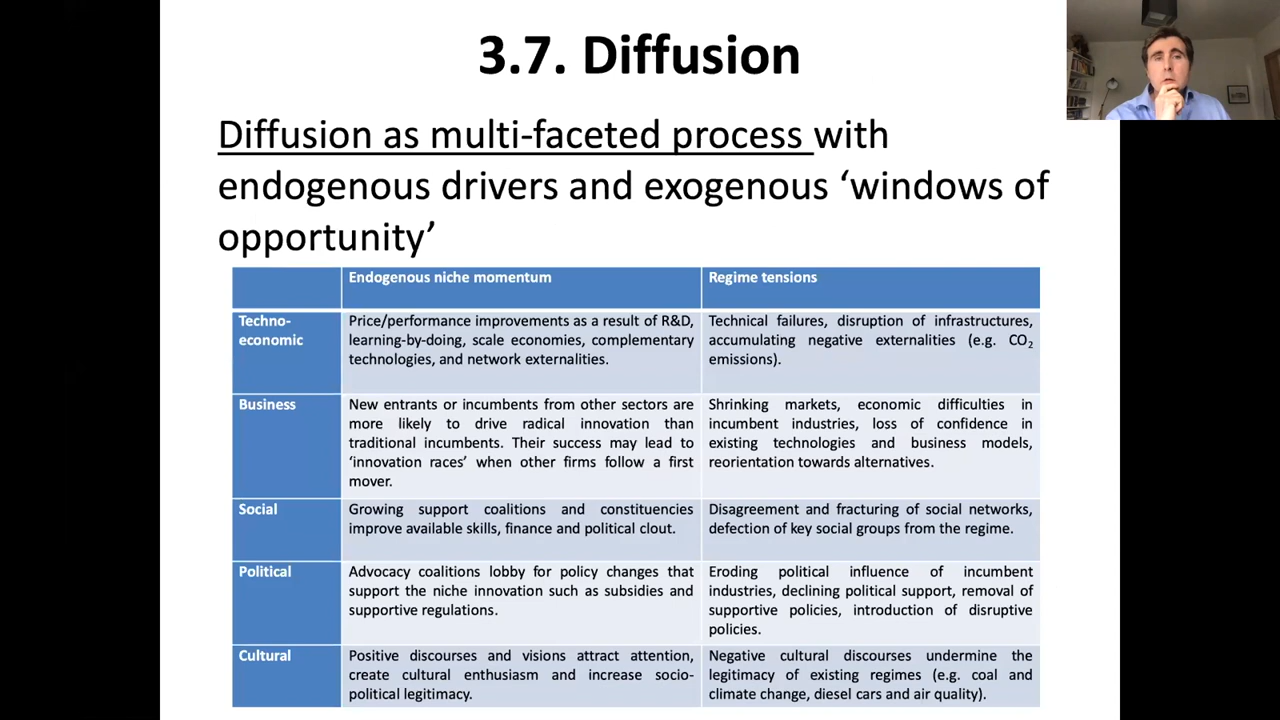 3.7. Diffusion
Diffusion as multi-faceted process with
endogenous drivers and exogenous ‘windows of
opportunity’
Endogenous niche momentum
Regime tensions
Techno-
economic
Price/performance improvements as a result of R&D,
learning-by-doing, scale economies, complementary
technologies, and network externalities.
Technical failures, disruption of infrastructures,
accumulating negative externalities (e.g. CO₂
emissions).
Business
New entrants or incumbents from other sectors are
more likely to drive radical innovation than
traditional incumbents. Their success may lead to
‘innovation races’ when other firms follow a first
mover.
Shrinking markets, economic difficulties in
incumbent industries, loss of confidence in
existing technologies and business models,
reorientation towards alternatives.
Social
Growing support coalitions and constituencies
improve available skills, finance and political clout.
Disagreement and fracturing of social networks,
defection of key social groups from the regime.
Political
Advocacy coalitions lobby for policy changes that
support the niche innovation such as subsidies and
supportive regulations.
Eroding political influence of incumbent
industries, declining political support, removal of
supportive policies, introduction of disruptive
policies.
Cultural
Positive discourses and visions attract attention,
create cultural enthusiasm and increase socio-
political legitimacy.
Negative cultural discourses undermine the
legitimacy of existing regimes (e.g. coal and
climate change, diesel cars and air quality).